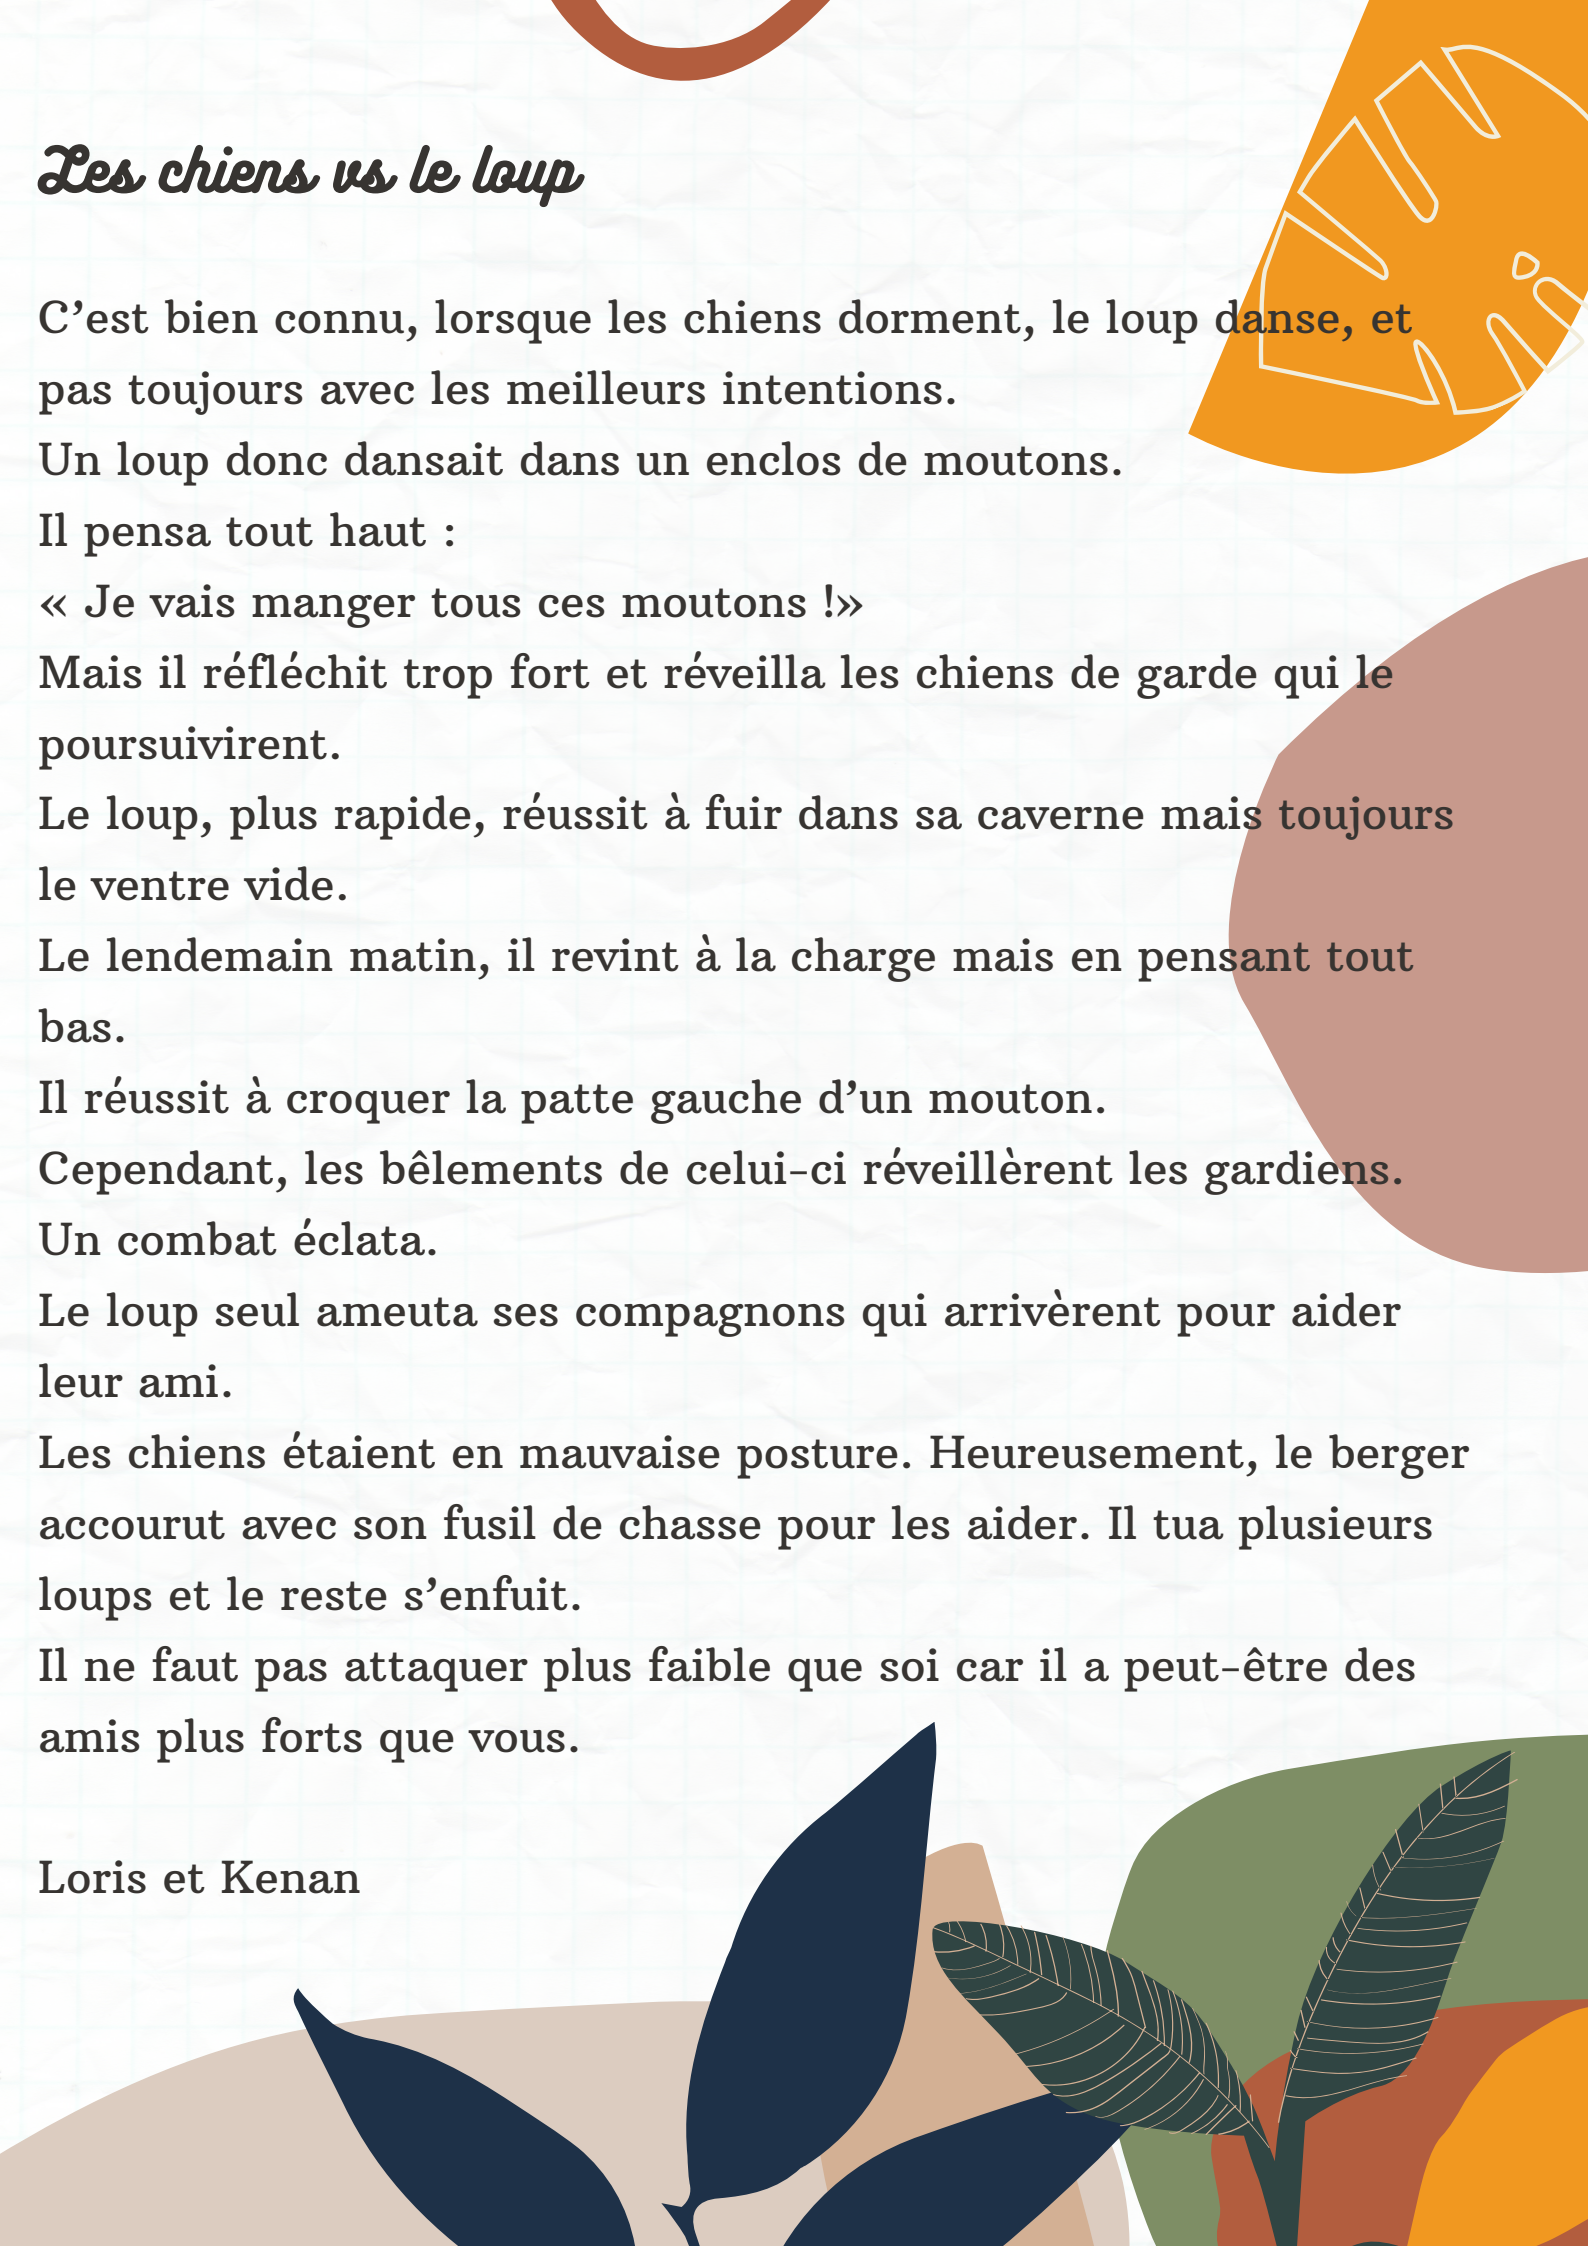 Les chiens vs le loup
C’est bien connu, lorsque les chiens dorment, le loup danse, et
pas toujours avec les meilleurs intentions.
Un loup donc dansait dans un enclos de moutons.
Il pensa tout haut :
« Je vais manger tous ces moutons !»
Mais il réfléchit trop fort et réveilla les chiens de garde qui le
poursuivirent.
Le loup, plus rapide, réussit à fuir dans sa caverne mais toujours
le ventre vide.
Le lendemain matin, il revint à la charge mais en pensant tout
bas.
Il réussit à croquer la patte gauche d’un mouton.
Cependant, les bêlements de celui-ci réveillèrent les gardiens.
Un combat éclata.
Le loup seul ameuta ses compagnons qui arrivèrent pour aider
leur ami.
Les chiens étaient en mauvaise posture. Heureusement, le berger
accourut avec son fusil de chasse pour les aider. Il tua plusieurs
loups et le reste s’enfuit.
Il ne faut pas attaquer plus faible que soi car il a peut-être des
amis plus forts que vous.
Loris et Kenan